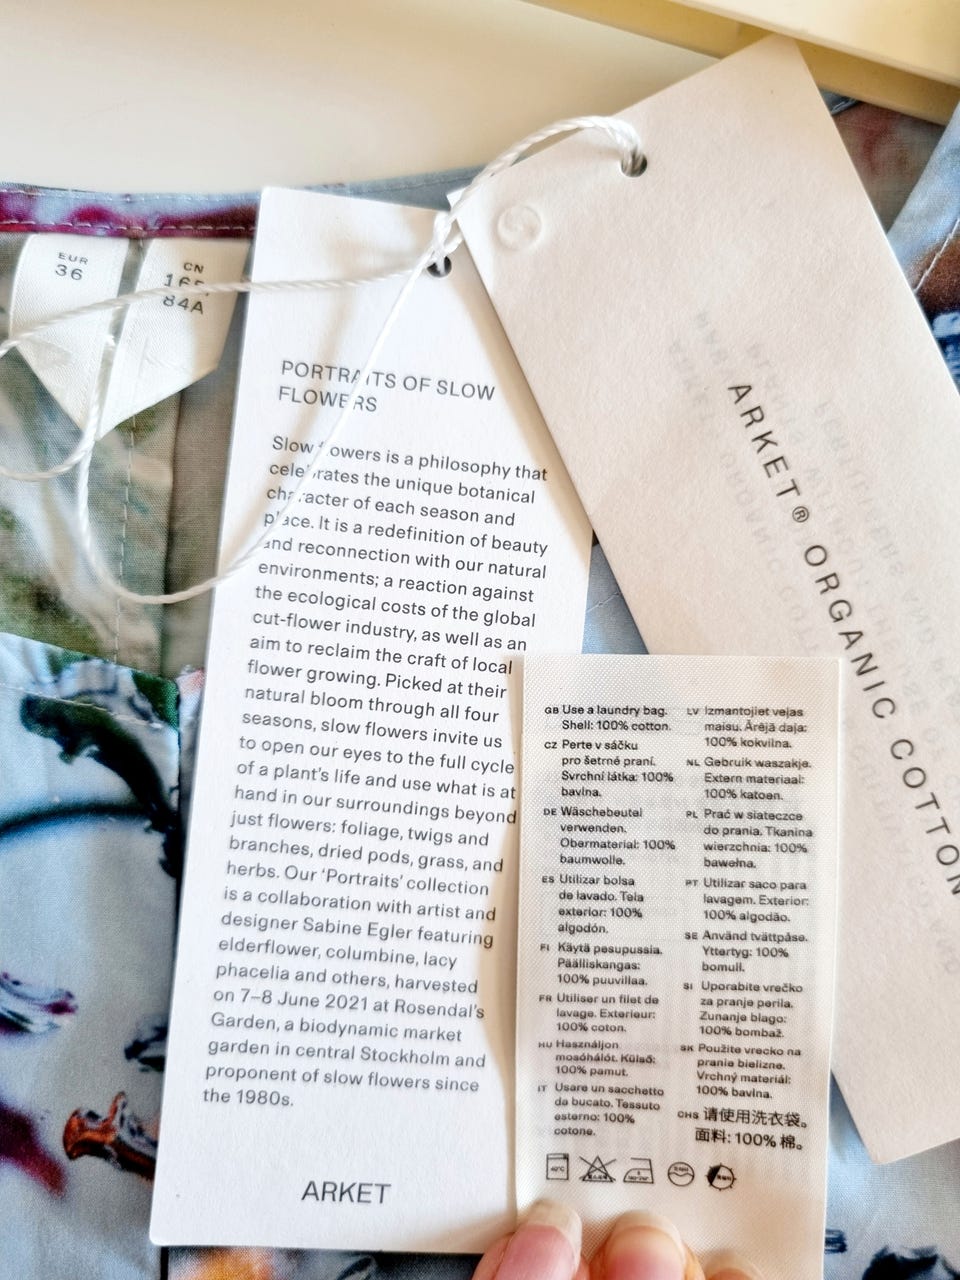 EUR
36
CN
84A
PORTRAITS OF SLOW
FLOWERS
Slow flowers is a philosophy that
celebrates the unique botanical
character of each season and
place. It is a redefinition of beauty
and reconnection with our natural
environments; a reaction against
the ecological costs of the global
cut-flower industry, as well as an
aim to reclaim the craft of local
flower growing. Picked at their
natural bloom through all four
seasons, slow flowers invite us
to open our eyes to the full cycle
of a plant's life and use what is at
hand in our surroundings beyond
just flowers: foliage, twigs and
branches, dried pods, grass, and
herbs. Our 'Portraits' collection
is a collaboration with artist and
designer Sabine Egler featuring
elderflower, columbine, lacy
phacelia and others, harvested
on 7–8 June 2021 at Rosendal's
Garden, a biodynamic market
garden in central Stockholm and
proponent of slow flowers since
the 1980s.
ARKET
ARKET® ORGANIC COTTON
GB Use a laundry bag.
Shell: 100% cotton.
CZ Perte v sáčku
pro šetrné praní.
Svrchní látka: 100%
bavlna.
DE Wäschebeutel
verwenden.
Obermaterial: 100%
baumwolle.
ES Utilizar bolsa
de lavado. Tela
exterior: 100%
algodón.
FI Käytä pesupussia.
Päälliskangas:
100% puuvillaa.
FR Utiliser un filet de
lavage. Exterieur:
100% coton.
HU Használjon
mosóhálót. Külső:
100% pamut.
IT Usare un sacchetto
da bucato. Tessuto
esterno: 100%
cotone.
LV Izmantojiet veļas
maisu. Ārējā daļa:
100% kokvilna.
NL Gebruik waszakje.
Extern materiaal:
100% katoen.
PL Prać w siateczce
do prania. Tkanina
wierzchnia: 100%
bawełna.
PT Utilizar saco para
lavagem. Exterior:
100% algodão.
SE Använd tvättpåse.
Yttertyg: 100%
bomull.
SI Uporabite vrečko
za pranje perila.
Zunanje blago:
100% bombaž.
SK Použite vrecko na
pranie bielizne.
Vrchný materiál:
100% bavlna.
CHS 请使用洗衣袋。
面料: 100% 棉。
40°C